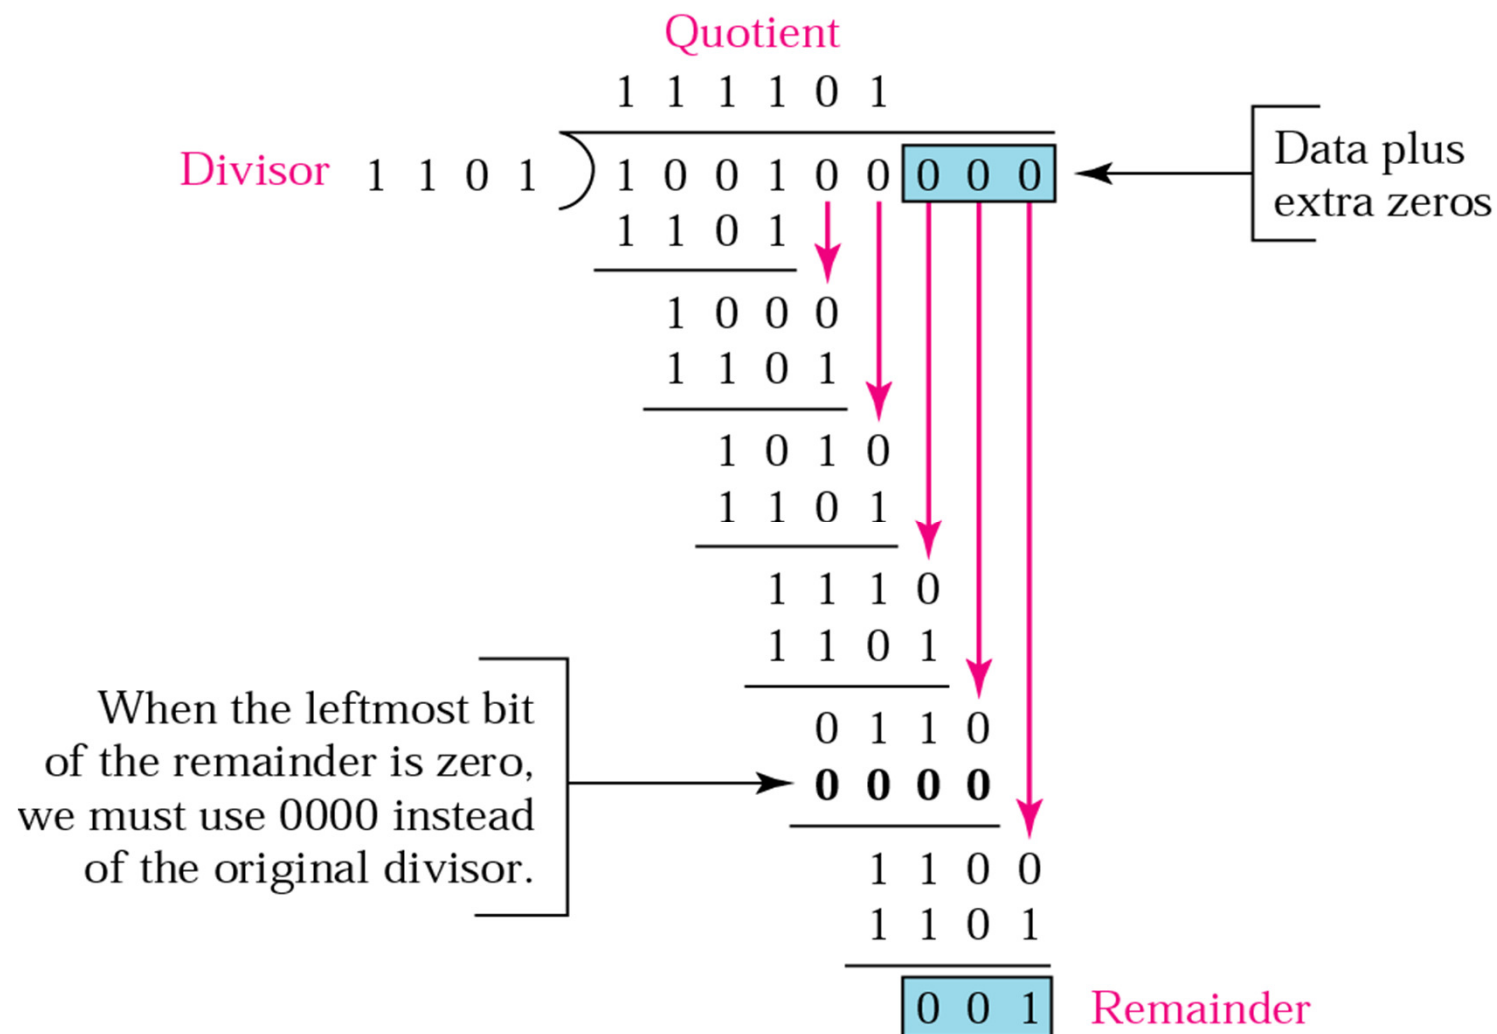 Quotient
1 1 1 1 0 1
Divisor 1 1 0 1 1 0 0 1 0 0 0 0 0
Data plus
extra zeros
1 1 0 1
1 0 0 0
1 1 0 1
1 0 1 0
1 1 0 1
1 1 1 0
1 1 0 1
When the leftmost bit
of the remainder is zero,
we must use 0000 instead
of the original divisor.
0 1 1 0
0 0 0 0
1 1 0 0
1 1 0 1
0 0 1 Remainder